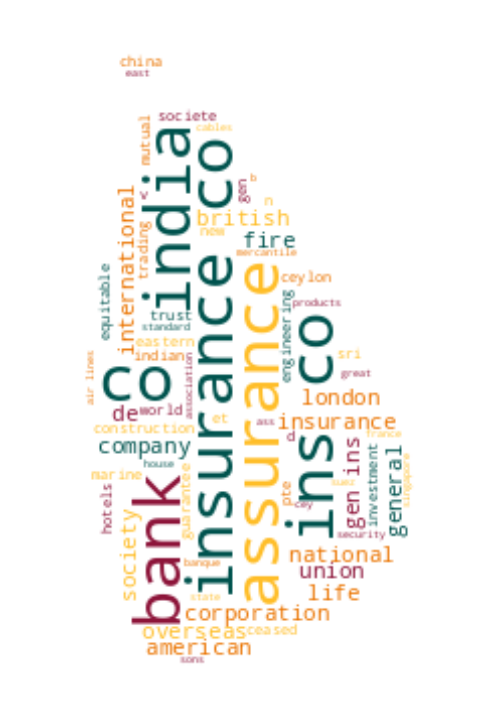 china
east
societe
cables
mutual
india
co
v
gen
b
n
international
trading
british
new
fire
mercantile
equitable
insurance
assurance
ceylon
products
engineering
trust
standard
eastern
indian
co
sri
air lines
co
association
great
london
de
world
et
ass
insurance
construction
d
france
company
gen ins
investment
general
house
ins
singapore
marine
bank
guarantee
suez
hotels
pte
cey
society
security
national
banque
union
state
life
corporation
overseas
ceased
american
sons